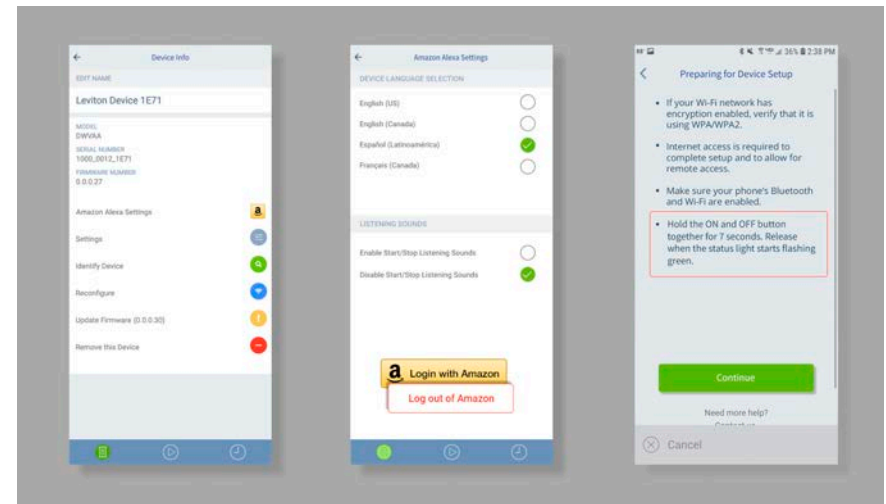 Device Info
EDIT NAME
Leviton Device 1E71
MODEL
DWVAA
SERIAL NUMBER
1000_0012_1E71
FIRMWARE NUMBER
0.0.0.27
Amazon Alexa Settings
Settings
Identify Device
Reconfigure
Update Firmware (0.0.0.30)
Remove this Device
Amazon Alexa Settings
DEVICE LANGUAGE SELECTION
English (US)
English (Canada)
Español (Latinoamérica)
Français (Canada)
LISTENING SOUNDS
Enable Start/Stop Listening Sounds
Disable Start/Stop Listening Sounds
Login with Amazon
Log out of Amazon
36% 2:38 PM
Preparing for Device Setup
• If your Wi-Fi network has
encryption enabled, verify that it is
using WPA/WPA2.
• Internet access is required to
complete setup and to allow for
remote access.
• Make sure your phone's Bluetooth
and Wi-Fi are enabled.
• Hold the ON and OFF button
together for 7 seconds. Release
when the status light starts flashing
green.
Continue
Need more help?
Cancel